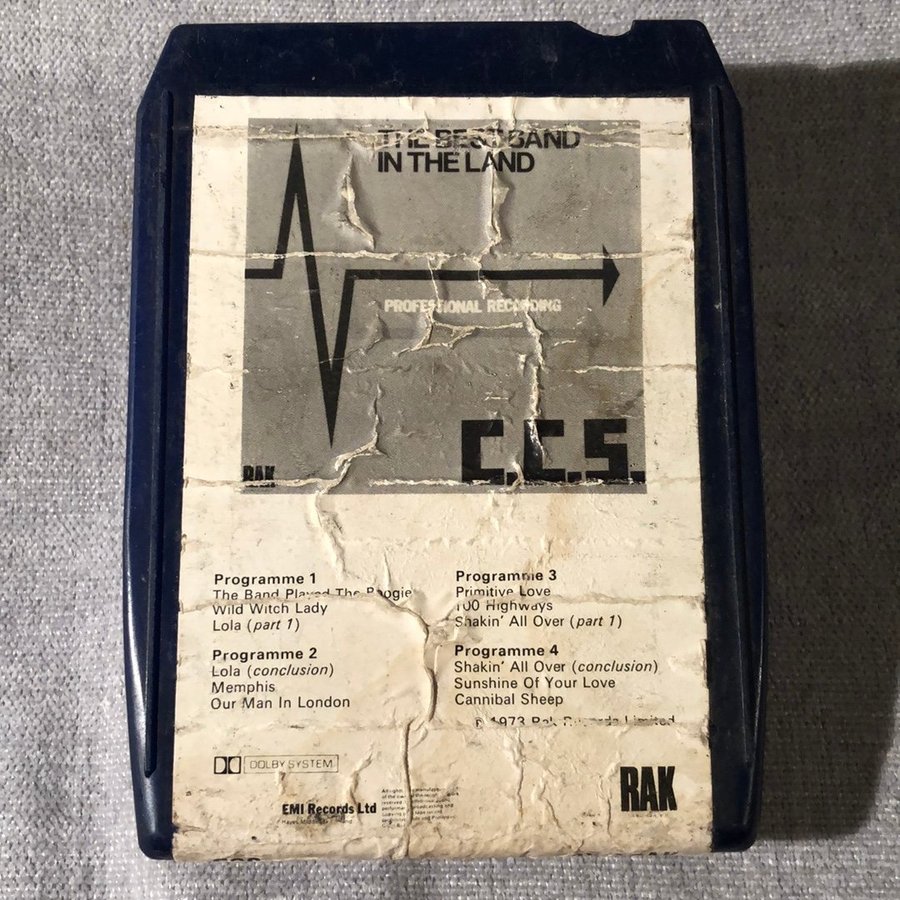 THE BEST BAND
IN THE LAND
PROFESSIONAL RECORDING
RAK
C.C.S.
Programme 1
The Band Played The Boogie
Wild Witch Lady
Lola (part 1)
Programme 2
Lola (conclusion)
Memphis
Our Man In London
Programme 3
Primitive Love
100 Highways
Shakin' All Over (part 1)
Programme 4
Shakin' All Over (conclusion)
Sunshine Of Your Love
Cannibal Sheep
℗ 1973 Rak Records Limited
DOLBY SYSTEM
EMI Records Ltd
RAK